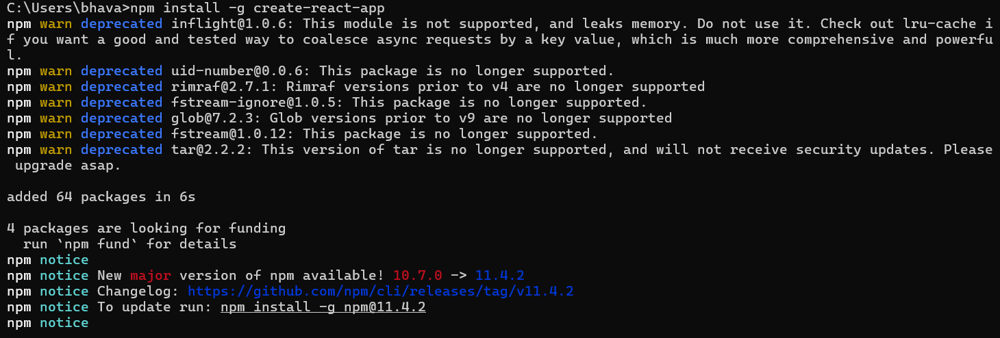 C:\Users\bhava>npm install -g create-react-app
npm warn deprecated inflight@1.0.6: This module is not supported, and leaks memory. Do not use it. Check out lru-cache i
f you want a good and tested way to coalesce async requests by a key value, which is much more comprehensive and powerfu
l.
npm warn deprecated uid-number@0.0.6: This package is no longer supported.
npm warn deprecated rimraf@2.7.1: Rimraf versions prior to v4 are no longer supported
npm warn deprecated fstream-ignore@1.0.5: This package is no longer supported.
npm warn deprecated glob@7.2.3: Glob versions prior to v9 are no longer supported
npm warn deprecated fstream@1.0.12: This package is no longer supported.
npm warn deprecated tar@2.2.2: This version of tar is no longer supported, and will not receive security updates. Please
 upgrade asap.

added 64 packages in 6s

4 packages are looking for funding
  run `npm fund` for details
npm notice
npm notice New major version of npm available! 10.7.0 -> 11.4.2
npm notice Changelog: https://github.com/npm/cli/releases/tag/v11.4.2
npm notice To update run: npm install -g npm@11.4.2
npm notice